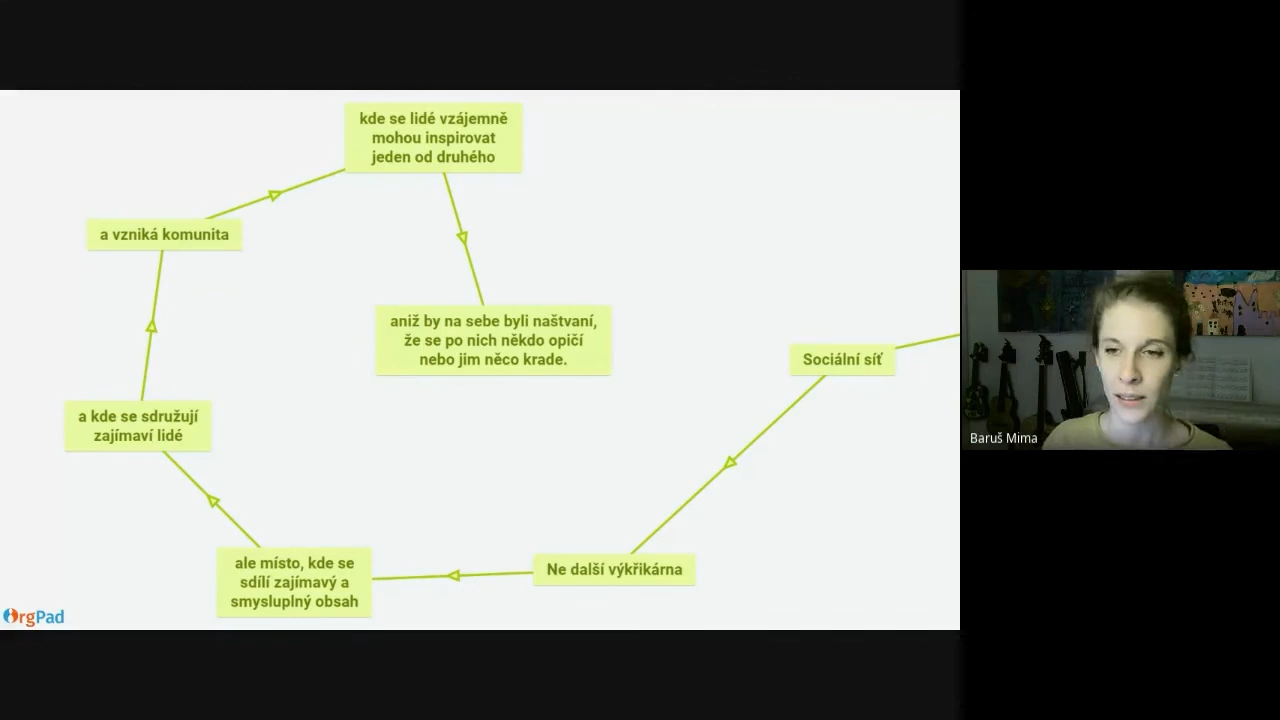 kde se lidé vzájemně
mohou inspirovat
jeden od druhého
a vzniká komunita
aniž by na sebe byli naštvaní,
že se po nich někdo opičí
nebo jim něco krade.
Sociální síť
a kde se sdružují
zajímaví lidé
Baruš Mima
ale místo, kde se
sdílí zajímavý a
smysluplný obsah
Ne další výkřikárna
OrgPad